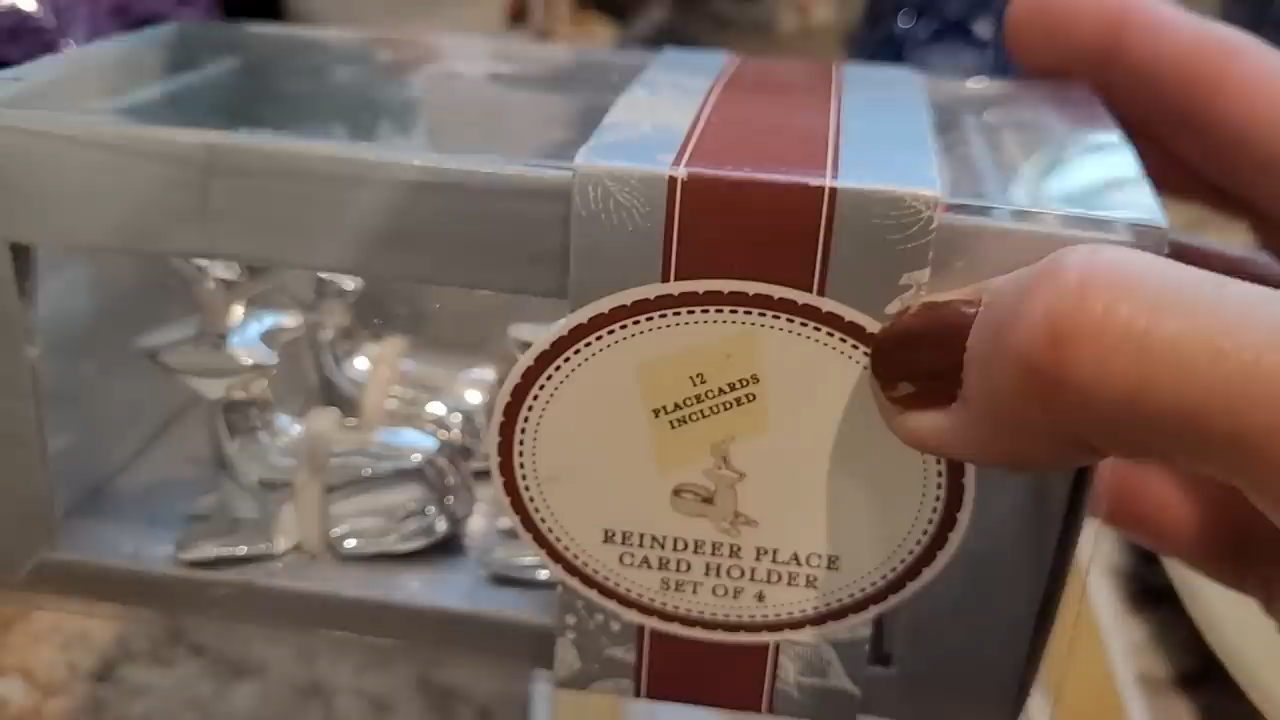 12
PLACECARDS
INCLUDED
REINDEER PLACE
CARD HOLDER
SET OF 4